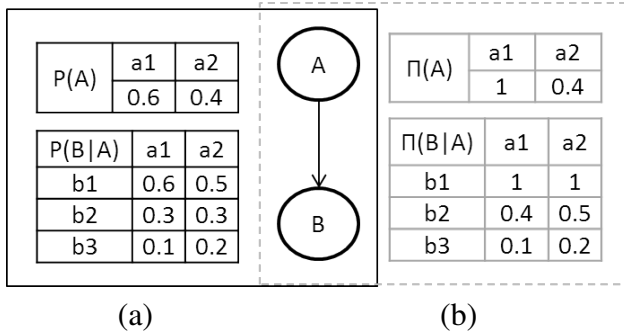 P(A) a1 a2
0.6 0.4
P(B|A) a1 a2
b1 0.6 0.5
b2 0.3 0.3
b3 0.1 0.2
A
B
Π(A) a1 a2
1 0.4
Π(B|A) a1 a2
b1 1 1
b2 0.4 0.5
b3 0.1 0.2
(a) (b)